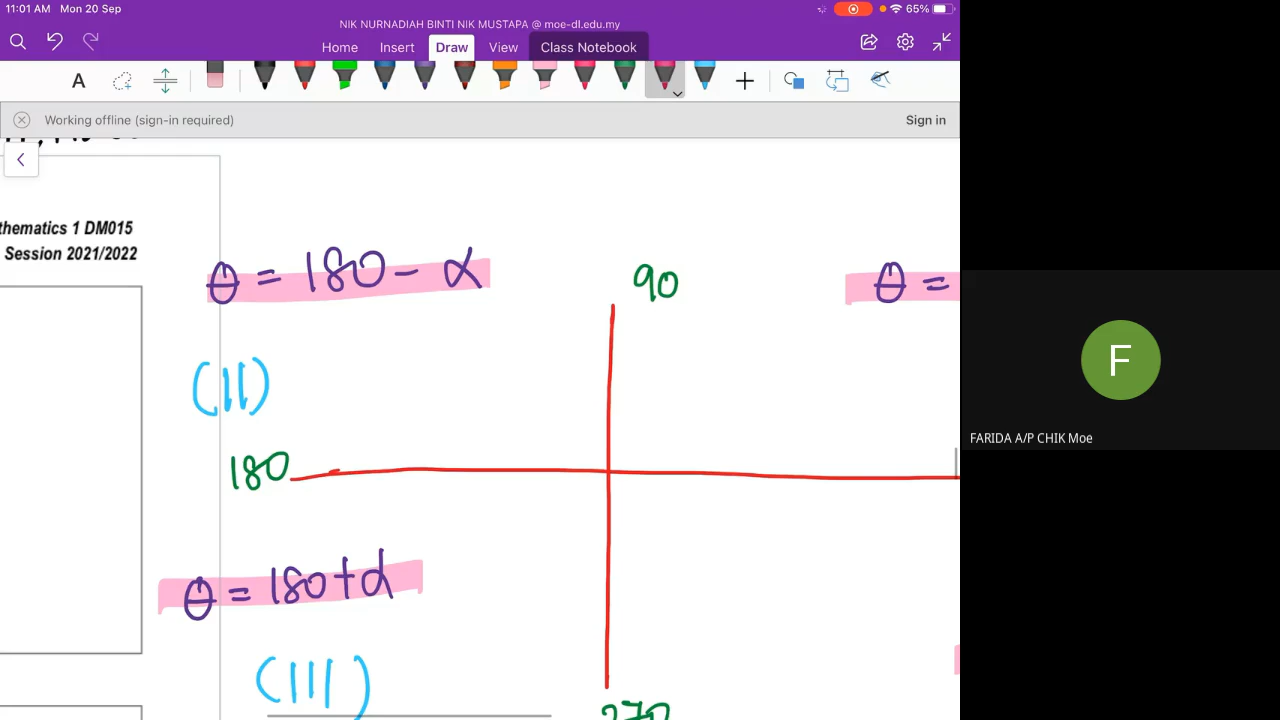 11:01 AM Mon 20 Sep
65%
NIK NURNADIAH BINTI NIK MUSTAPA @ moe-dl.edu.my
Home Insert Draw View Class Notebook
A
Working offline (sign-in required) Sign in
thematics 1 DM015
Session 2021/2022
θ = 180 - α
90
θ =
(II)
180
θ = 180 + α
(III)
270
F
FARIDA A/P CHIK Moe